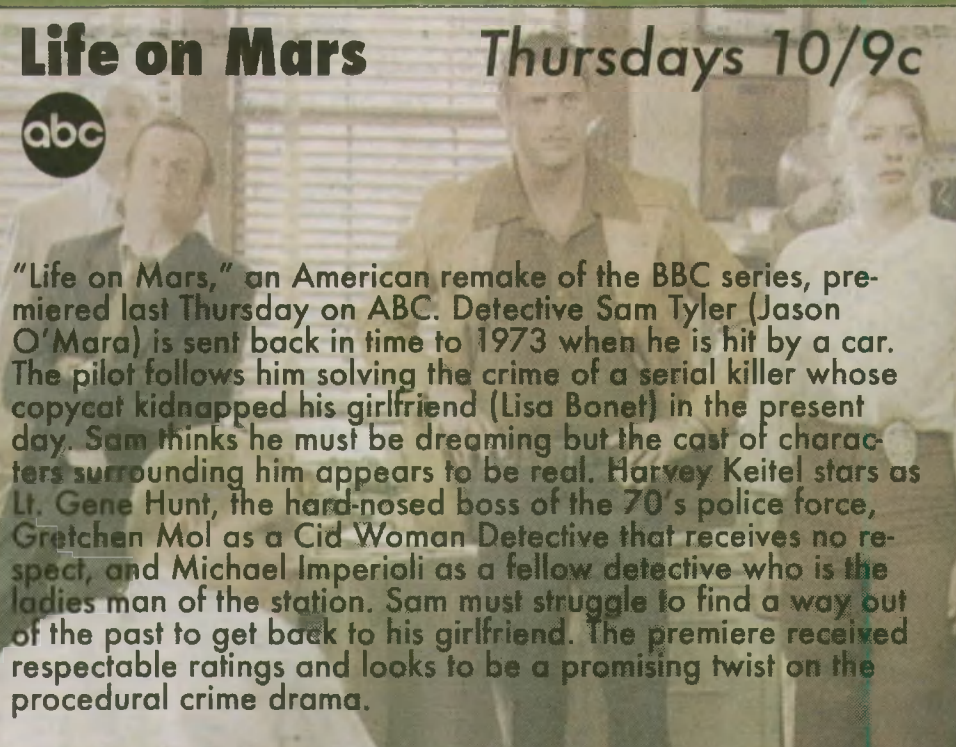 Life on Mars Thursdays 10/9c
abc
"Life on Mars," an American remake of the BBC series, pre-
miered last Thursday on ABC. Detective Sam Tyler (Jason
O'Mara) is sent back in time to 1973 when he is hit by a car.
The pilot follows him solving the crime of a serial killer whose
copycat kidnapped his girlfriend (Lisa Bonet) in the present
day. Sam thinks he must be dreaming but the cast of charac-
ters surrounding him appears to be real. Harvey Keitel stars as
Lt. Gene Hunt, the hard-nosed boss of the 70's police force,
Gretchen Mol as a Cid Woman Detective that receives no re-
spect, and Michael Imperioli as a fellow detective who is the
ladies man of the station. Sam must struggle to find a way out
of the past to get back to his girlfriend. The premiere received
respectable ratings and looks to be a promising twist on the
procedural crime drama.